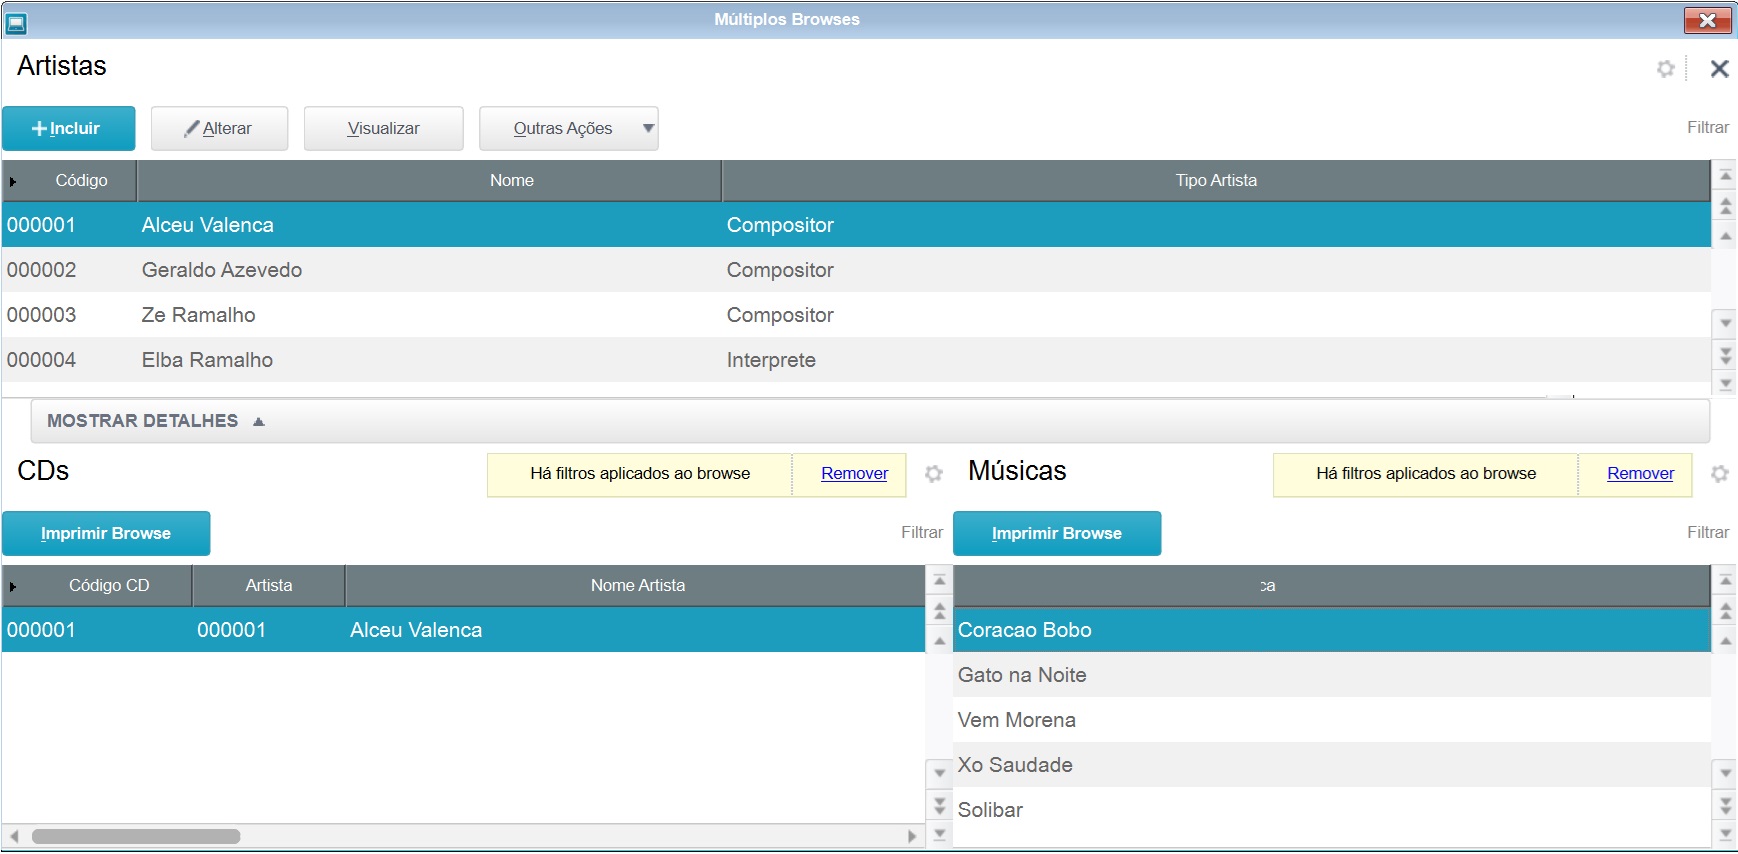 Múltiplos Browses
Artistas
Incluir Alterar Visualizar Outras Ações Filtrar
Código Nome Tipo Artista
000001 Alceu Valenca Compositor
000002 Geraldo Azevedo Compositor
000003 Ze Ramalho Compositor
000004 Elba Ramalho Interprete
MOSTRAR DETALHES
CDs Há filtros aplicados ao browse Remover
Imprimir Browse Filtrar
Código CD Artista Nome Artista
000001 000001 Alceu Valenca
Músicas Há filtros aplicados ao browse Remover
Imprimir Browse Filtrar
ca
Coracao Bobo
Gato na Noite
Vem Morena
Xo Saudade
Solibar